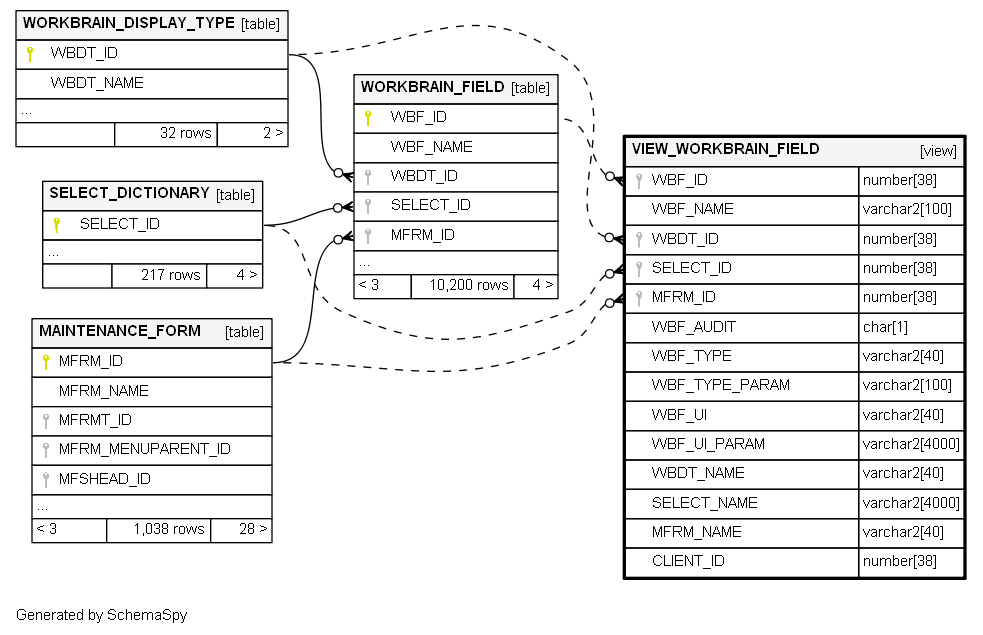 WORKBRAIN_DISPLAY_TYPE [table]
WBDT_ID
WBDT_NAME
...
32 rows 2 >
SELECT_DICTIONARY [table]
SELECT_ID
...
217 rows 4 >
MAINTENANCE_FORM [table]
MFRM_ID
MFRM_NAME
MFRMT_ID
MFRM_MENUPARENT_ID
MFSHEAD_ID
...
< 3 1,038 rows 28 >
WORKBRAIN_FIELD [table]
WBF_ID
WBF_NAME
WBDT_ID
SELECT_ID
MFRM_ID
...
< 3 10,200 rows 4 >
VIEW_WORKBRAIN_FIELD [view]
WBF_ID number[38]
WBF_NAME varchar2[100]
WBDT_ID number[38]
SELECT_ID number[38]
MFRM_ID number[38]
WBF_AUDIT char[1]
WBF_TYPE varchar2[40]
WBF_TYPE_PARAM varchar2[100]
WBF_UI varchar2[40]
WBF_UI_PARAM varchar2[4000]
WBDT_NAME varchar2[40]
SELECT_NAME varchar2[4000]
MFRM_NAME varchar2[40]
CLIENT_ID number[38]
Generated by SchemaSpy